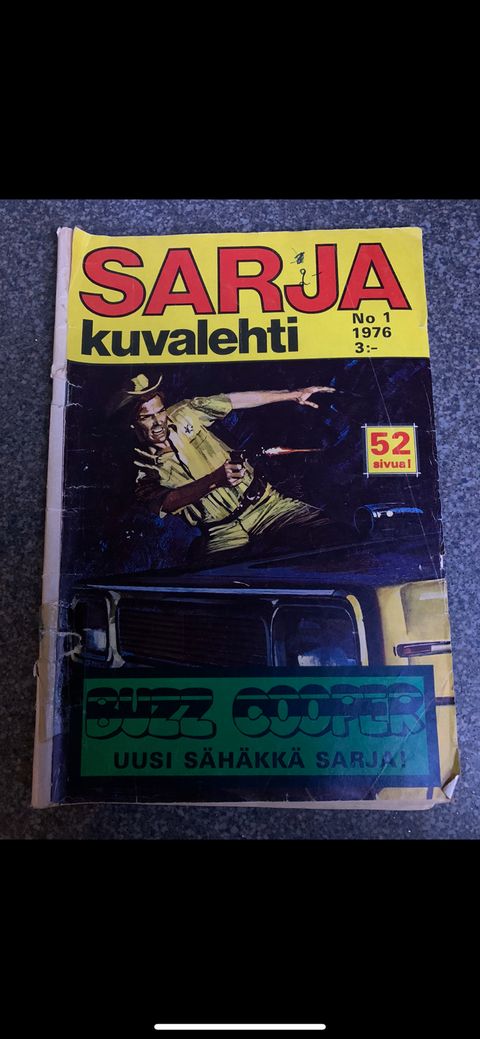 SARJA
kuvalehti
No 1
1976
3:-
52
sivua!
BUZZ COOPER
UUSI SÄHÄKKÄ SARJA!